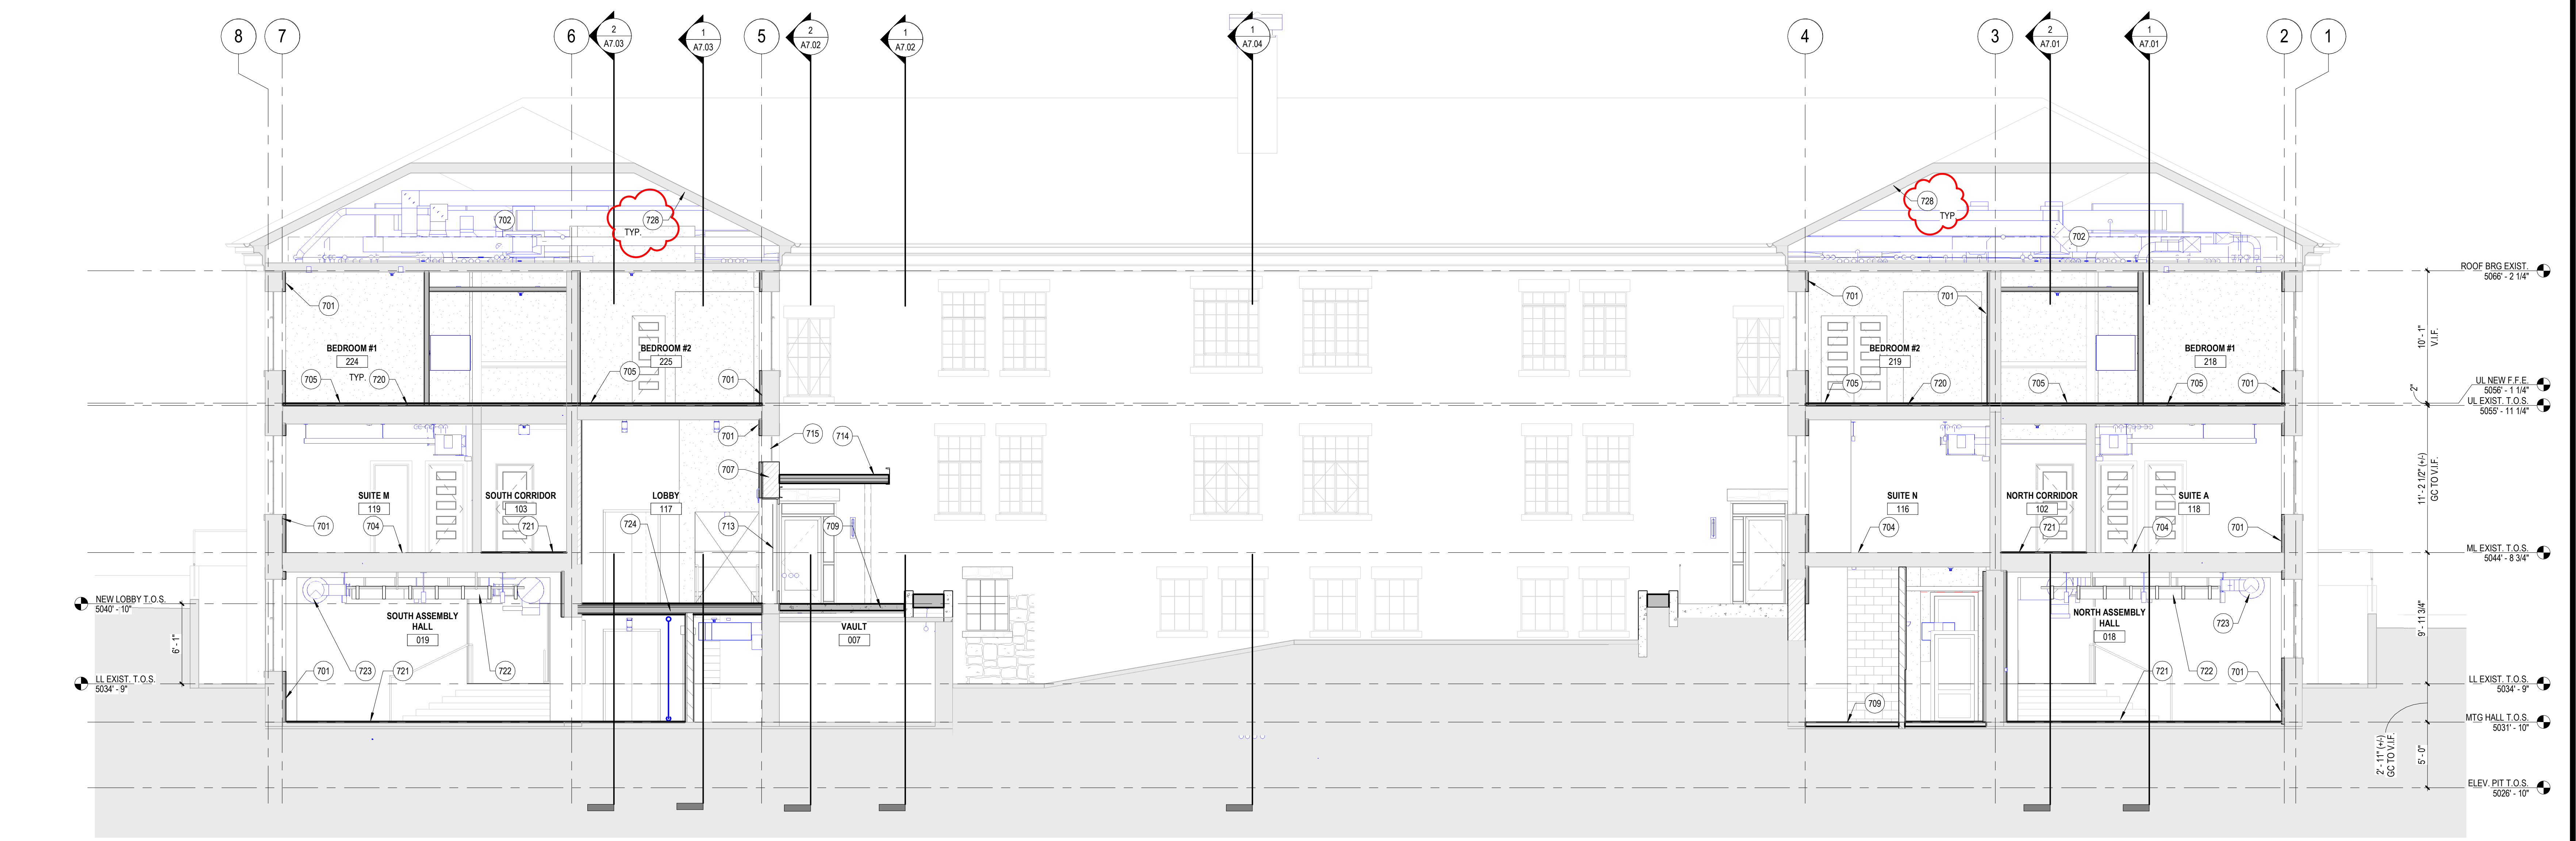 8
7
6
2
A7.03
1
A7.03
5
2
A7.02
1
A7.02
1
A7.04
4
3
2
A7.01
1
A7.01
2
1
702
728
TYP.
728
TYP
702
ROOF BRG EXIST.
5066' - 2 1/4"
701
701
701
10' - 1"
V.I.F.
BEDROOM #1
224
TYP.
BEDROOM #2
225
BEDROOM #2
219
BEDROOM #1
218
705
720
705
701
705
720
705
705
701
2"
UL NEW F.F.E.
5056' - 1 1/4"
UL EXIST. T.O.S.
5055' - 11 1/4"
701
715
714
707
11' - 2 1/2" (+/-)
GC TO V.I.F.
SUITE M
119
SOUTH CORRIDOR
103
LOBBY
117
SUITE N
116
NORTH CORRIDOR
102
SUITE A
118
701
704
721
724
713
709
704
721
704
701
ML EXIST. T.O.S.
5044' - 8 3/4"
NEW LOBBY T.O.S.
5040' - 10"
6' - 1"
SOUTH ASSEMBLY
HALL
019
VAULT
007
NORTH ASSEMBLY
HALL
018
723
9' - 11 3/4"
701
723
721
722
721
722
701
LL EXIST. T.O.S.
5034' - 9"
LL EXIST. T.O.S.
5034' - 9"
709
MTG HALL T.O.S.
5031' - 10"
2' - 11" (+/-)
GC TO V.I.F.
5' - 0"
ELEV. PIT T.O.S.
5026' - 10"